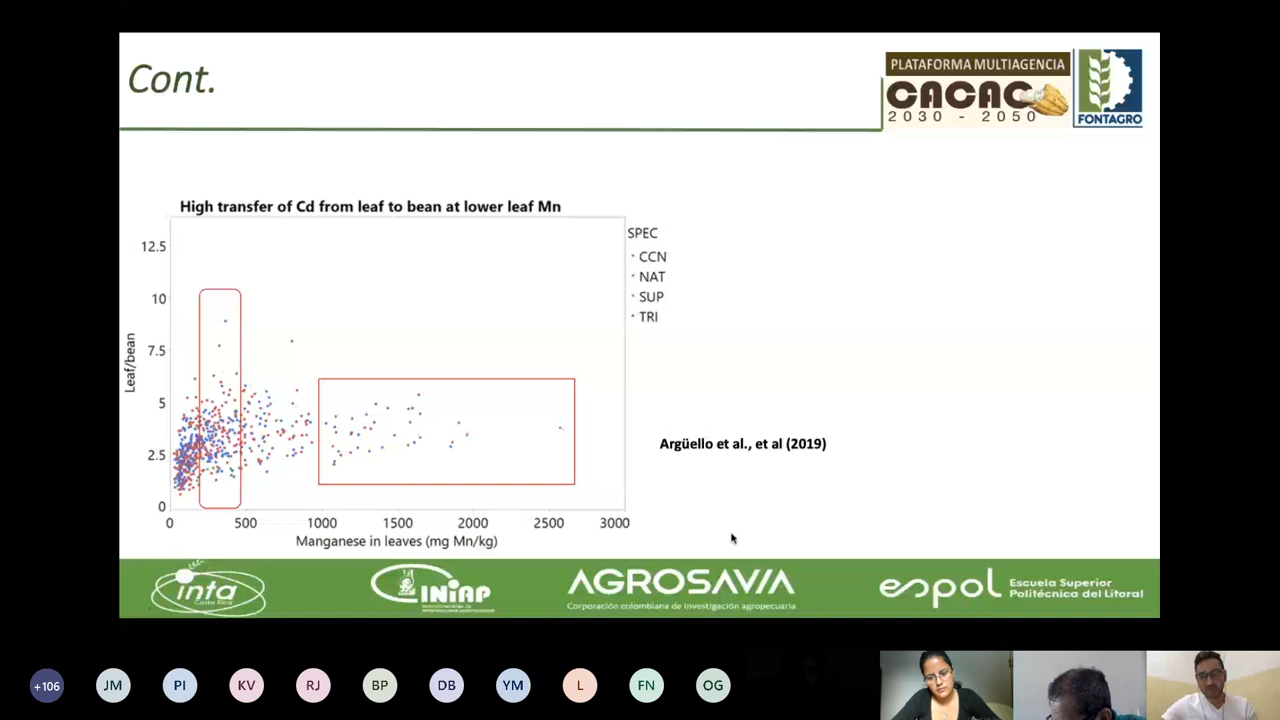 Cont.
PLATAFORMA MULTIAGENCIA
CACAO
2030 - 2050
FONTAGRO
High transfer of Cd from leaf to bean at lower leaf Mn
12.5
10
7.5
5
2.5
0
Leaf/bean
0 500 1000 1500 2000 2500 3000
Manganese in leaves (mg Mn/kg)
SPEC
CCN
NAT
SUP
TRI
Argüello et al., et al (2019)
inta
Costa Rica
INIAP
AGROSAVIA
Corporación colombiana de investigación agropecuaria
espol
Escuela Superior
Politécnica del Litoral
+106 JM PI KV RJ BP DB YM L FN OG